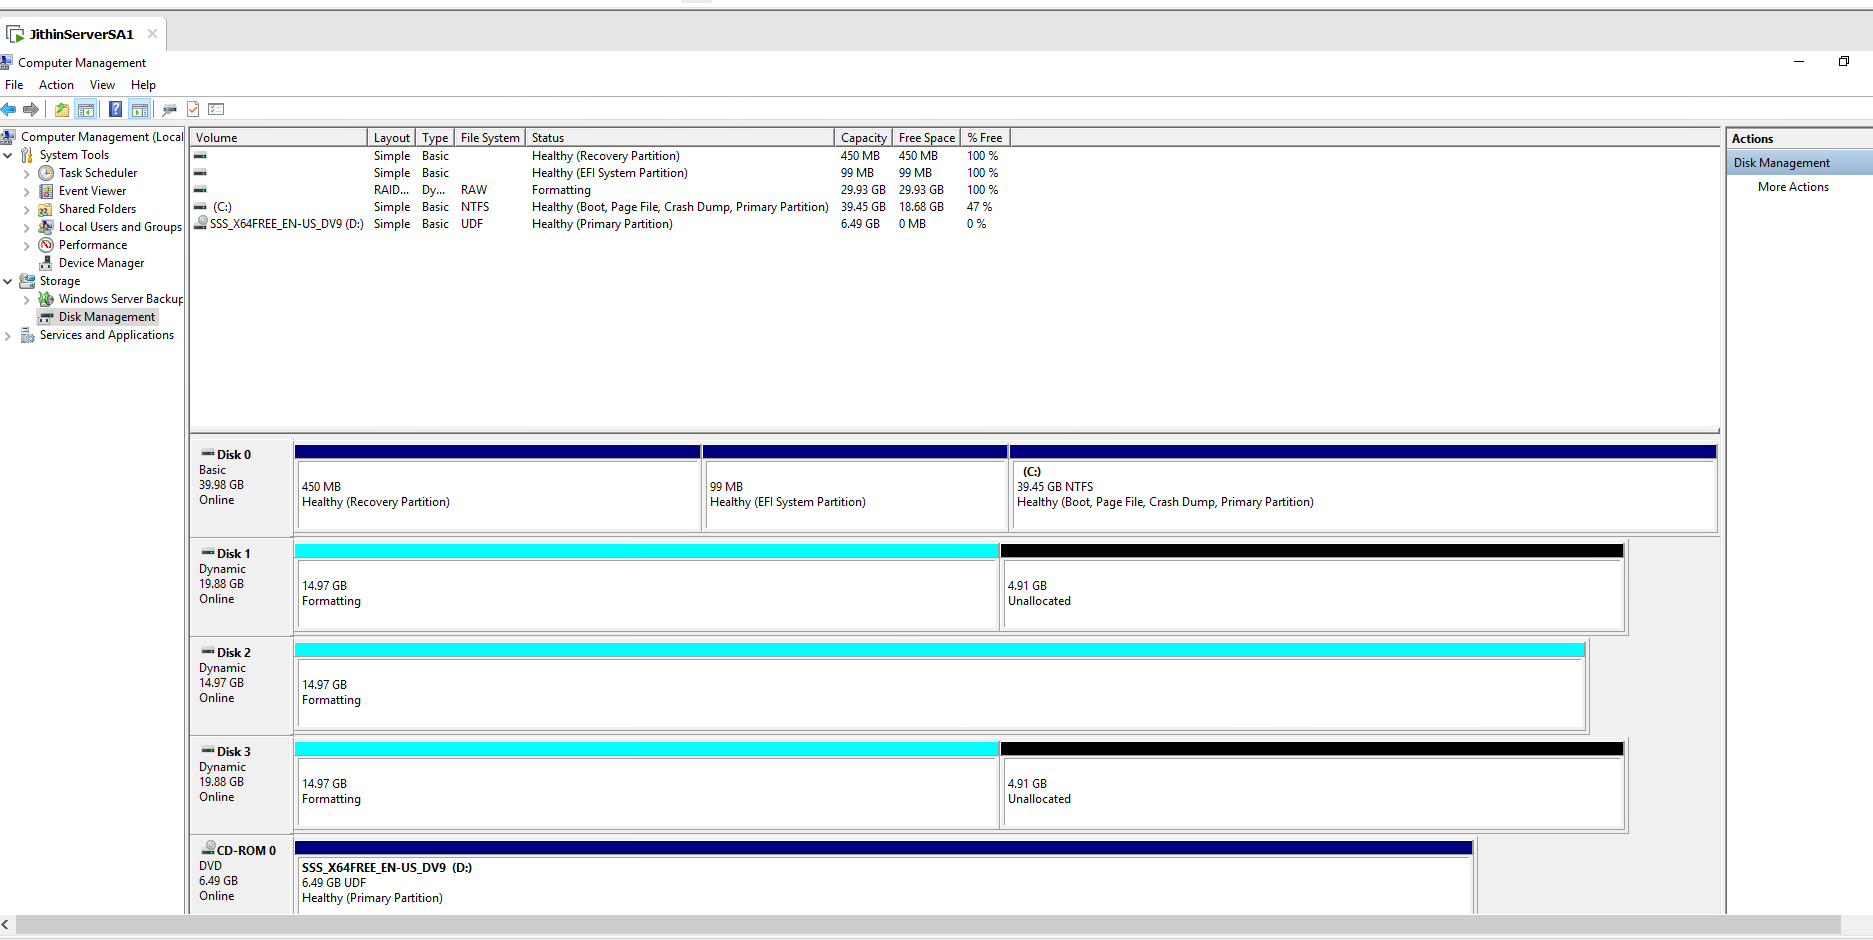 JithinServerSA1
Computer Management
File Action View Help
Computer Management (Local
System Tools
Task Scheduler
Event Viewer
Shared Folders
Local Users and Groups
Performance
Device Manager
Storage
Windows Server Backup
Disk Management
Services and Applications
Volume Layout Type File System Status Capacity Free Space % Free
Simple Basic Healthy (Recovery Partition) 450 MB 450 MB 100 %
Simple Basic Healthy (EFI System Partition) 99 MB 99 MB 100 %
RAID... Dy... RAW Formatting 29.93 GB 29.93 GB 100 %
(C:) Simple Basic NTFS Healthy (Boot, Page File, Crash Dump, Primary Partition) 39.45 GB 18.68 GB 47 %
SSS_X64FREE_EN-US_DV9 (D:) Simple Basic UDF Healthy (Primary Partition) 6.49 GB 0 MB 0 %
Disk 0
Basic
39.98 GB
Online
450 MB
Healthy (Recovery Partition)
99 MB
Healthy (EFI System Partition)
(C:)
39.45 GB NTFS
Healthy (Boot, Page File, Crash Dump, Primary Partition)
Disk 1
Dynamic
19.88 GB
Online
14.97 GB
Formatting
4.91 GB
Unallocated
Disk 2
Dynamic
14.97 GB
Online
14.97 GB
Formatting
Disk 3
Dynamic
19.88 GB
Online
14.97 GB
Formatting
4.91 GB
Unallocated
CD-ROM 0
DVD
6.49 GB
Online
SSS_X64FREE_EN-US_DV9 (D:)
6.49 GB UDF
Healthy (Primary Partition)
Actions
Disk Management
More Actions